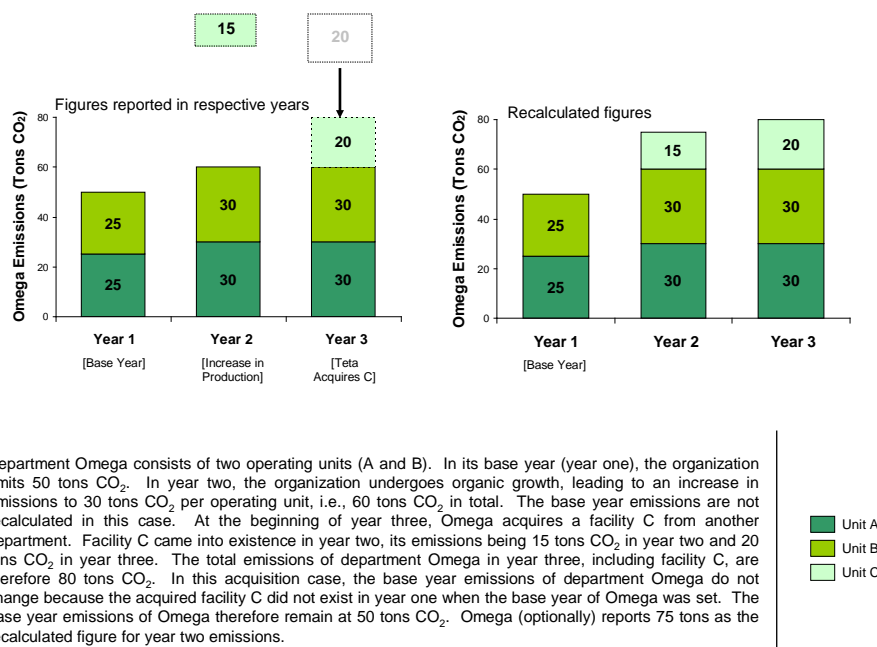 15
20
Figures reported in respective years
Omega Emissions (Tons CO₂)
80
60
40
20
0
25
25
30
30
20
30
30
Year 1
[Base Year]
Year 2
[Increase in
Production]
Year 3
[Teta
Acquires C]
Recalculated figures
Omega Emissions (Tons CO₂)
80
60
40
20
0
25
25
15
30
30
20
30
30
Year 1
[Base Year]
Year 2
Year 3
epartment Omega consists of two operating units (A and B). In its base year (year one), the organization
mits 50 tons CO₂. In year two, the organization undergoes organic growth, leading to an increase in
missions to 30 tons CO₂ per operating unit, i.e., 60 tons CO₂ in total. The base year emissions are not
ecalculated in this case. At the beginning of year three, Omega acquires a facility C from another
epartment. Facility C came into existence in year two, its emissions being 15 tons CO₂ in year two and 20
ns CO₂ in year three. The total emissions of department Omega in year three, including facility C, are
erefore 80 tons CO₂. In this acquisition case, the base year emissions of department Omega do not
hange because the acquired facility C did not exist in year one when the base year of Omega was set. The
ase year emissions of Omega therefore remain at 50 tons CO₂. Omega (optionally) reports 75 tons as the
ecalculated figure for year two emissions.
Unit A
Unit B
Unit C